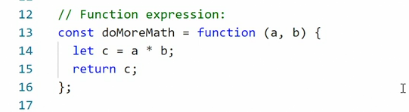 12 // Function expression:
13 const doMoreMath = function (a, b) {
14   let c = a * b;
15   return c;
16 };
17